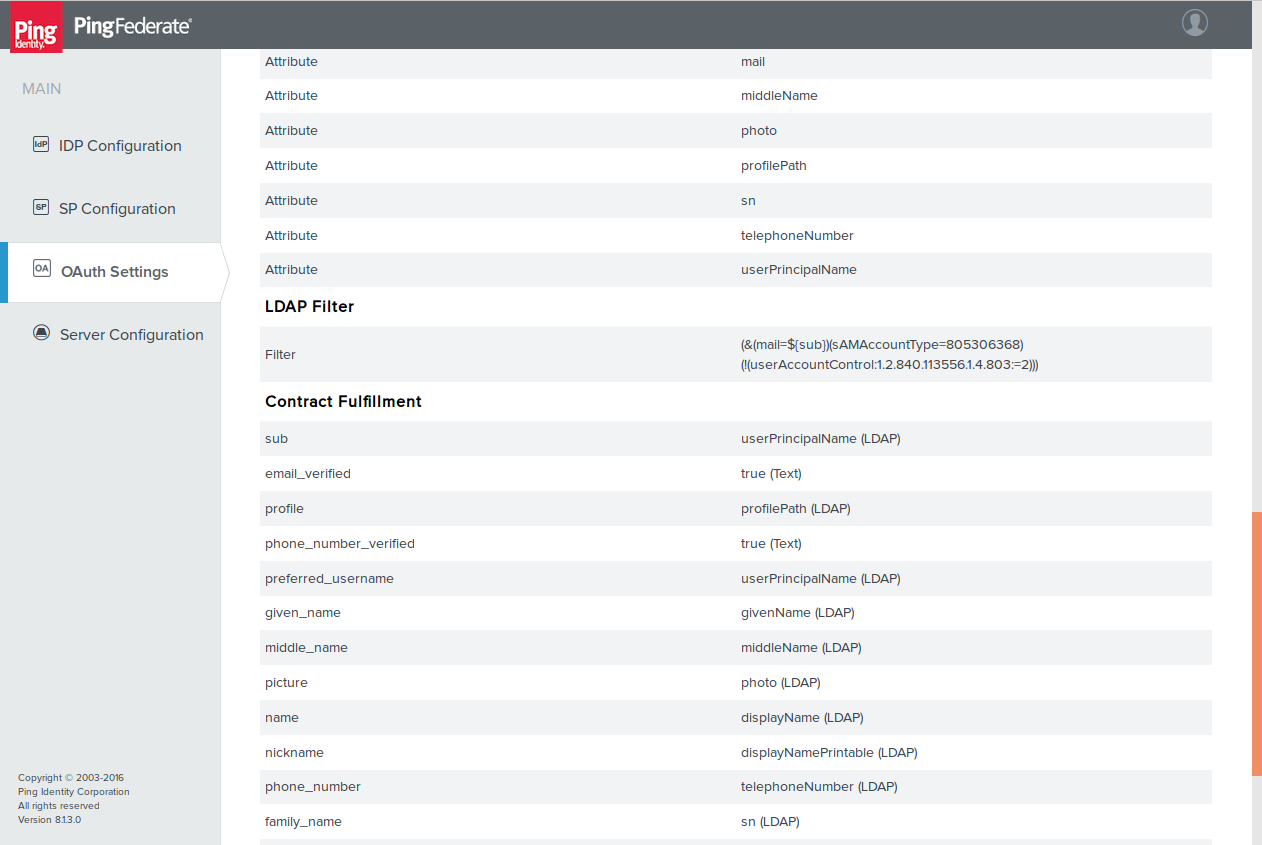 Ping
Identity.
PingFederate®
MAIN
IdP IDP Configuration
SP SP Configuration
OA OAuth Settings
Server Configuration
Copyright © 2003-2016
Ping Identity Corporation
All rights reserved
Version 8.1.3.0
Attribute mail
Attribute middleName
Attribute photo
Attribute profilePath
Attribute sn
Attribute telephoneNumber
Attribute userPrincipalName
LDAP Filter
Filter (&(mail=${sub})(sAMAccountType=805306368)
(!(userAccountControl:1.2.840.113556.1.4.803:=2)))
Contract Fulfillment
sub userPrincipalName (LDAP)
email_verified true (Text)
profile profilePath (LDAP)
phone_number_verified true (Text)
preferred_username userPrincipalName (LDAP)
given_name givenName (LDAP)
middle_name middleName (LDAP)
picture photo (LDAP)
name displayName (LDAP)
nickname displayNamePrintable (LDAP)
phone_number telephoneNumber (LDAP)
family_name sn (LDAP)